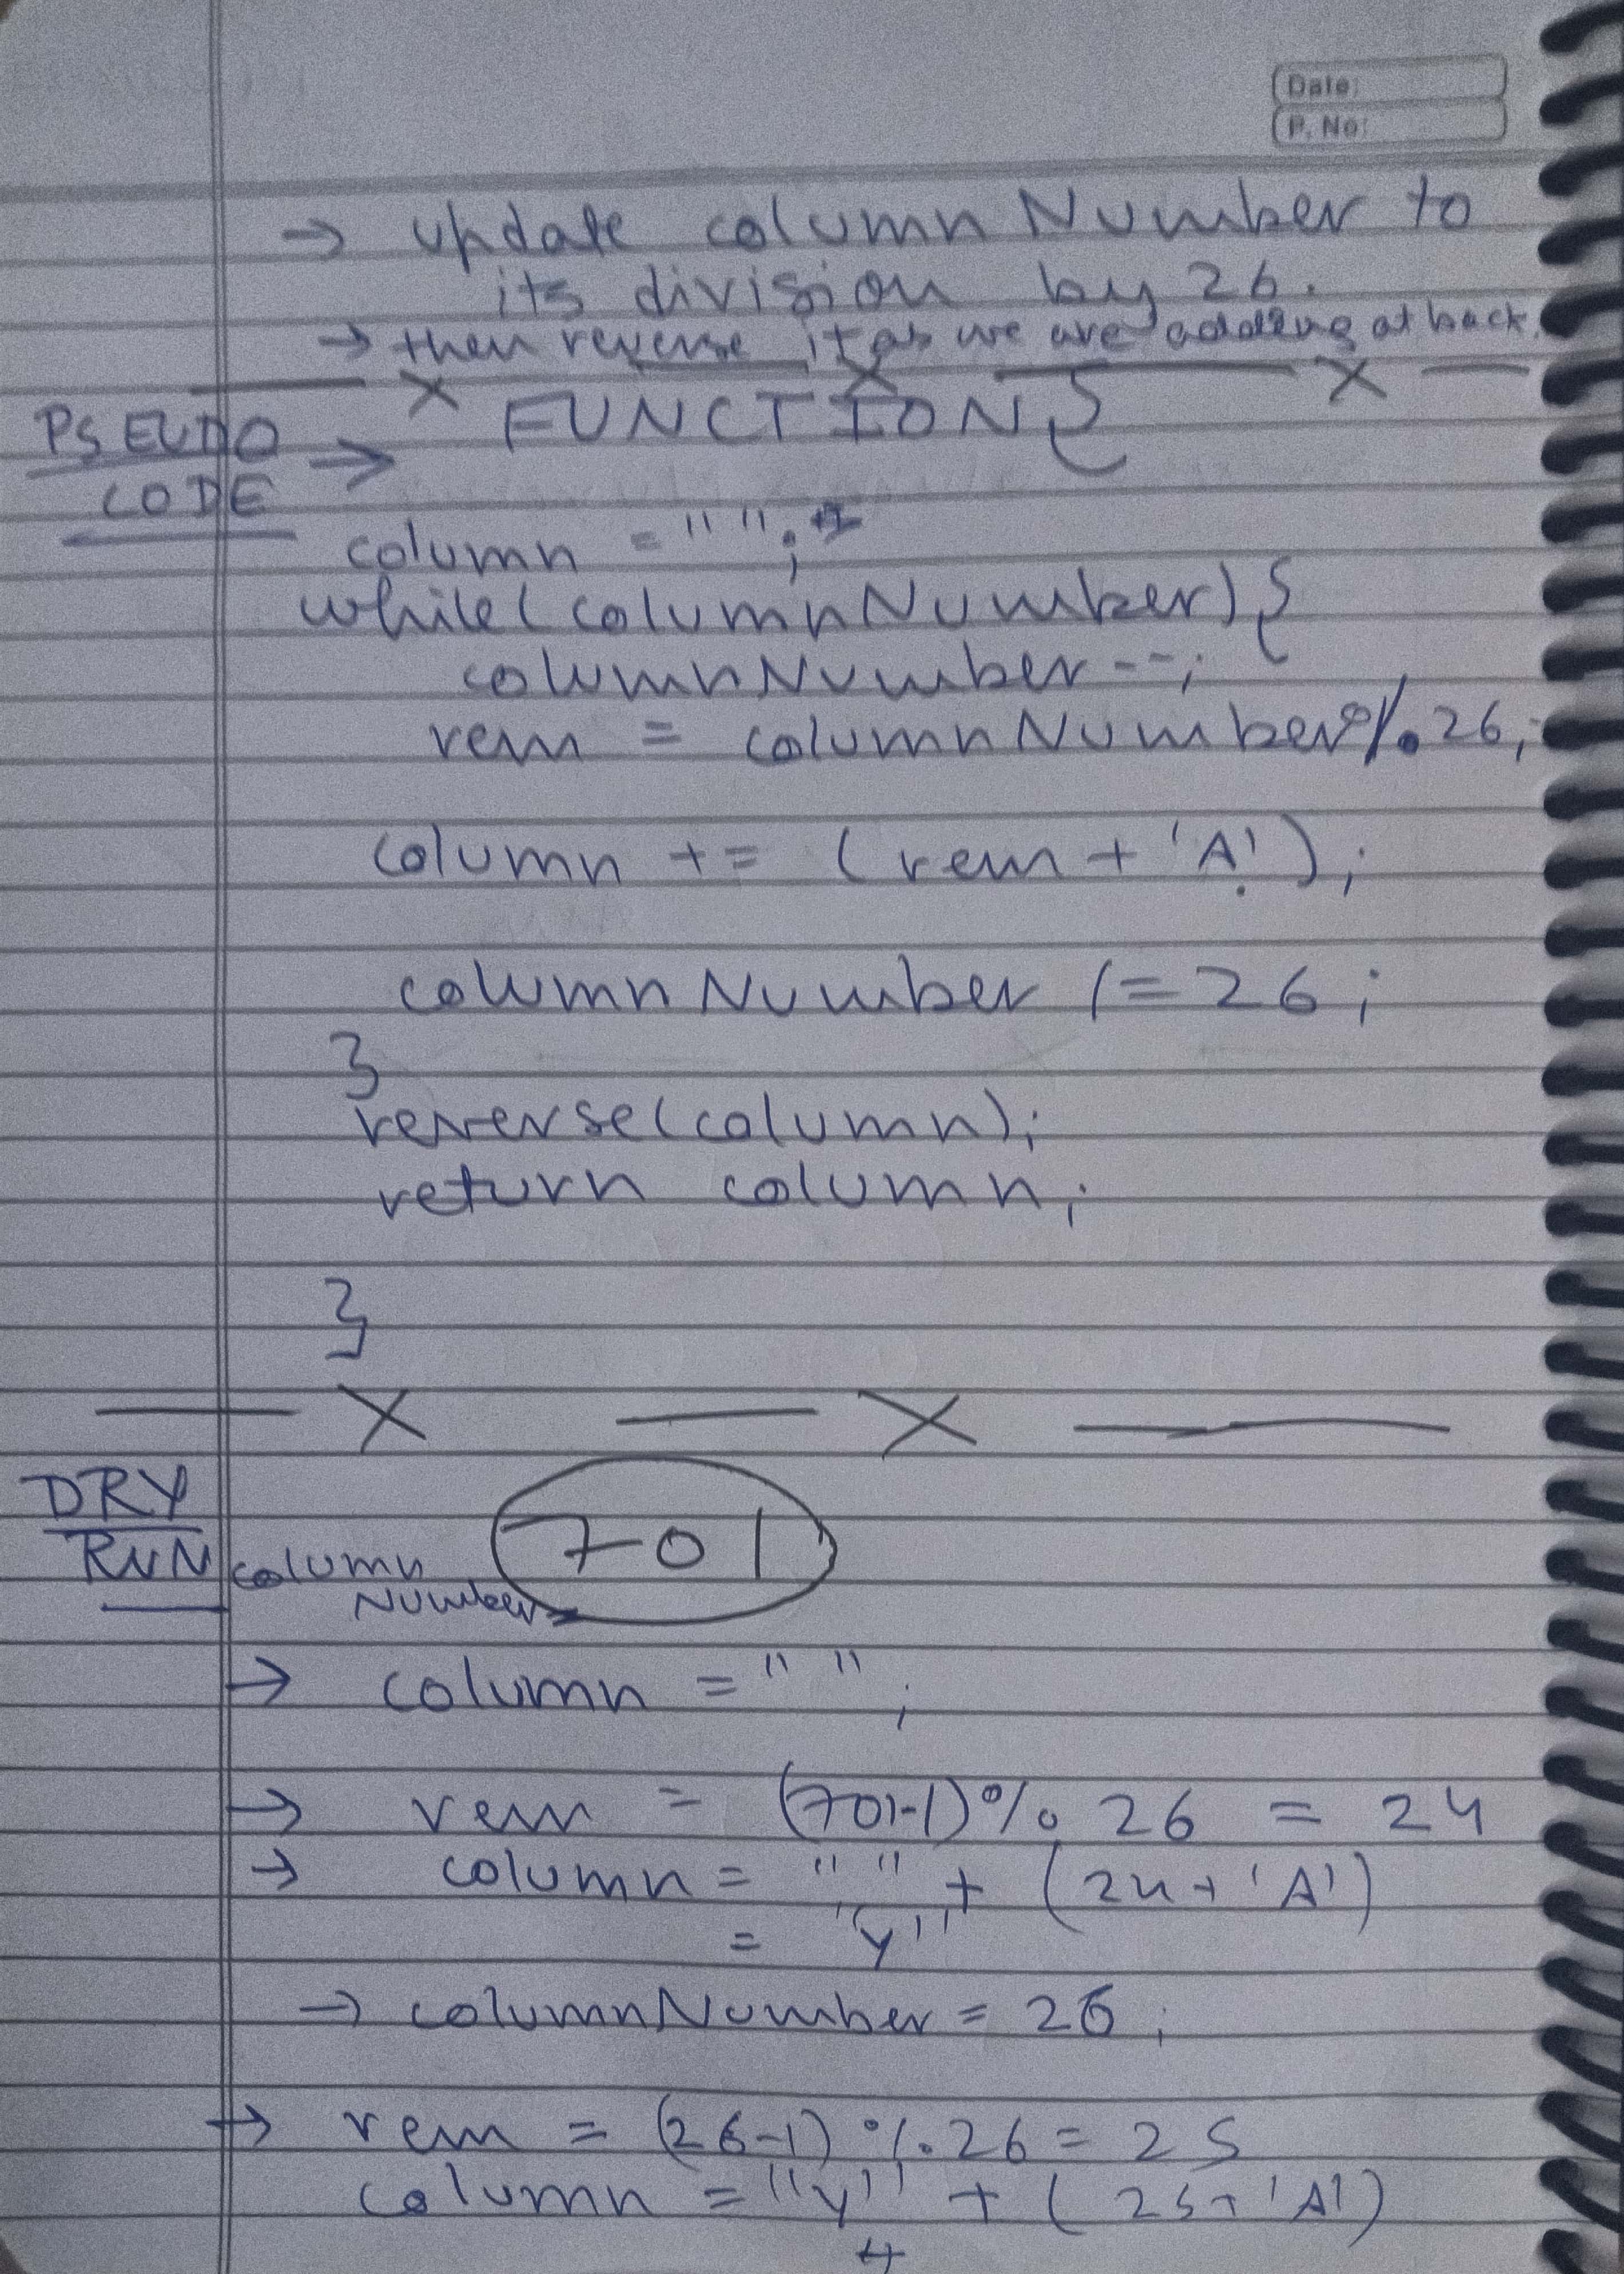 Date:
P. No:
→ update columnNumber to
its division by 26.
→ then reverse it as we are adding at back.
PSEUDO
CODE
→ FUNCTION {
column = " ";
while(columnNumber) {
columnNumber--;
rem = columnNumber % 26;
column += (rem + 'A');
columnNumber /= 26;
}
reverse(column);
return column;
}
DRY
RUN
column
Number =
701
→ column = " ";
→ rem = (701-1) % 26 = 24
→ column = " " + (24 + 'A')
= "Y"
→ columnNumber = 26;
→ rem = (26-1) % 26 = 25
column = "Y" + (25 + 'A')